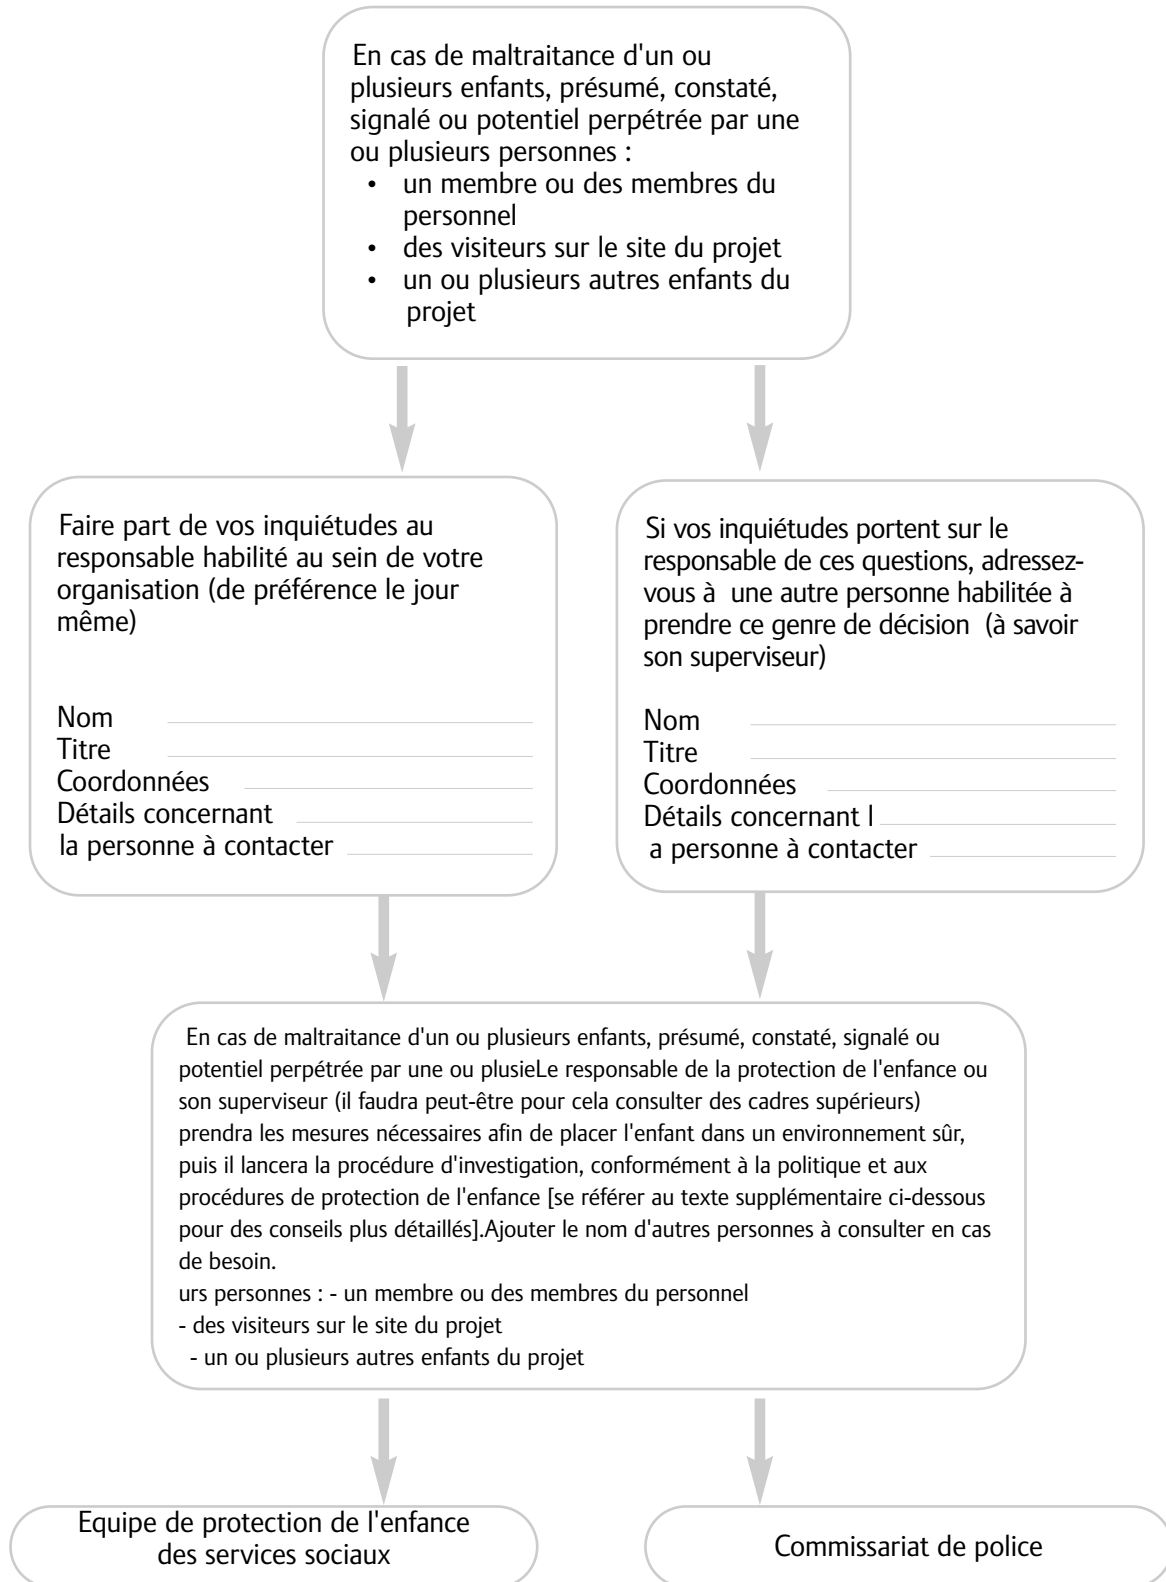 En cas de maltraitance d'un ou
plusieurs enfants, présumé, constaté,
signalé ou potentiel perpétrée par une
ou plusieurs personnes :
• un membre ou des membres du
personnel
• des visiteurs sur le site du projet
• un ou plusieurs autres enfants du
projet
Faire part de vos inquiétudes au
responsable habilité au sein de votre
organisation (de préférence le jour
même)
Nom
Titre
Coordonnées
Détails concernant
la personne à contacter
Si vos inquiétudes portent sur le
responsable de ces questions, adressez-
vous à une autre personne habilitée à
prendre ce genre de décision (à savoir
son superviseur)
Nom
Titre
Coordonnées
Détails concernant l
a personne à contacter
En cas de maltraitance d'un ou plusieurs enfants, présumé, constaté, signalé ou
potentiel perpétrée par une ou plusieLe responsable de la protection de l'enfance ou
son superviseur (il faudra peut-être pour cela consulter des cadres supérieurs)
prendra les mesures nécessaires afin de placer l'enfant dans un environnement sûr,
puis il lancera la procédure d'investigation, conformément à la politique et aux
procédures de protection de l'enfance [se référer au texte supplémentaire ci-dessous
pour des conseils plus détaillés].Ajouter le nom d'autres personnes à consulter en cas
de besoin.
urs personnes : - un membre ou des membres du personnel
- des visiteurs sur le site du projet
- un ou plusieurs autres enfants du projet
Equipe de protection de l'enfance
des services sociaux
Commissariat de police